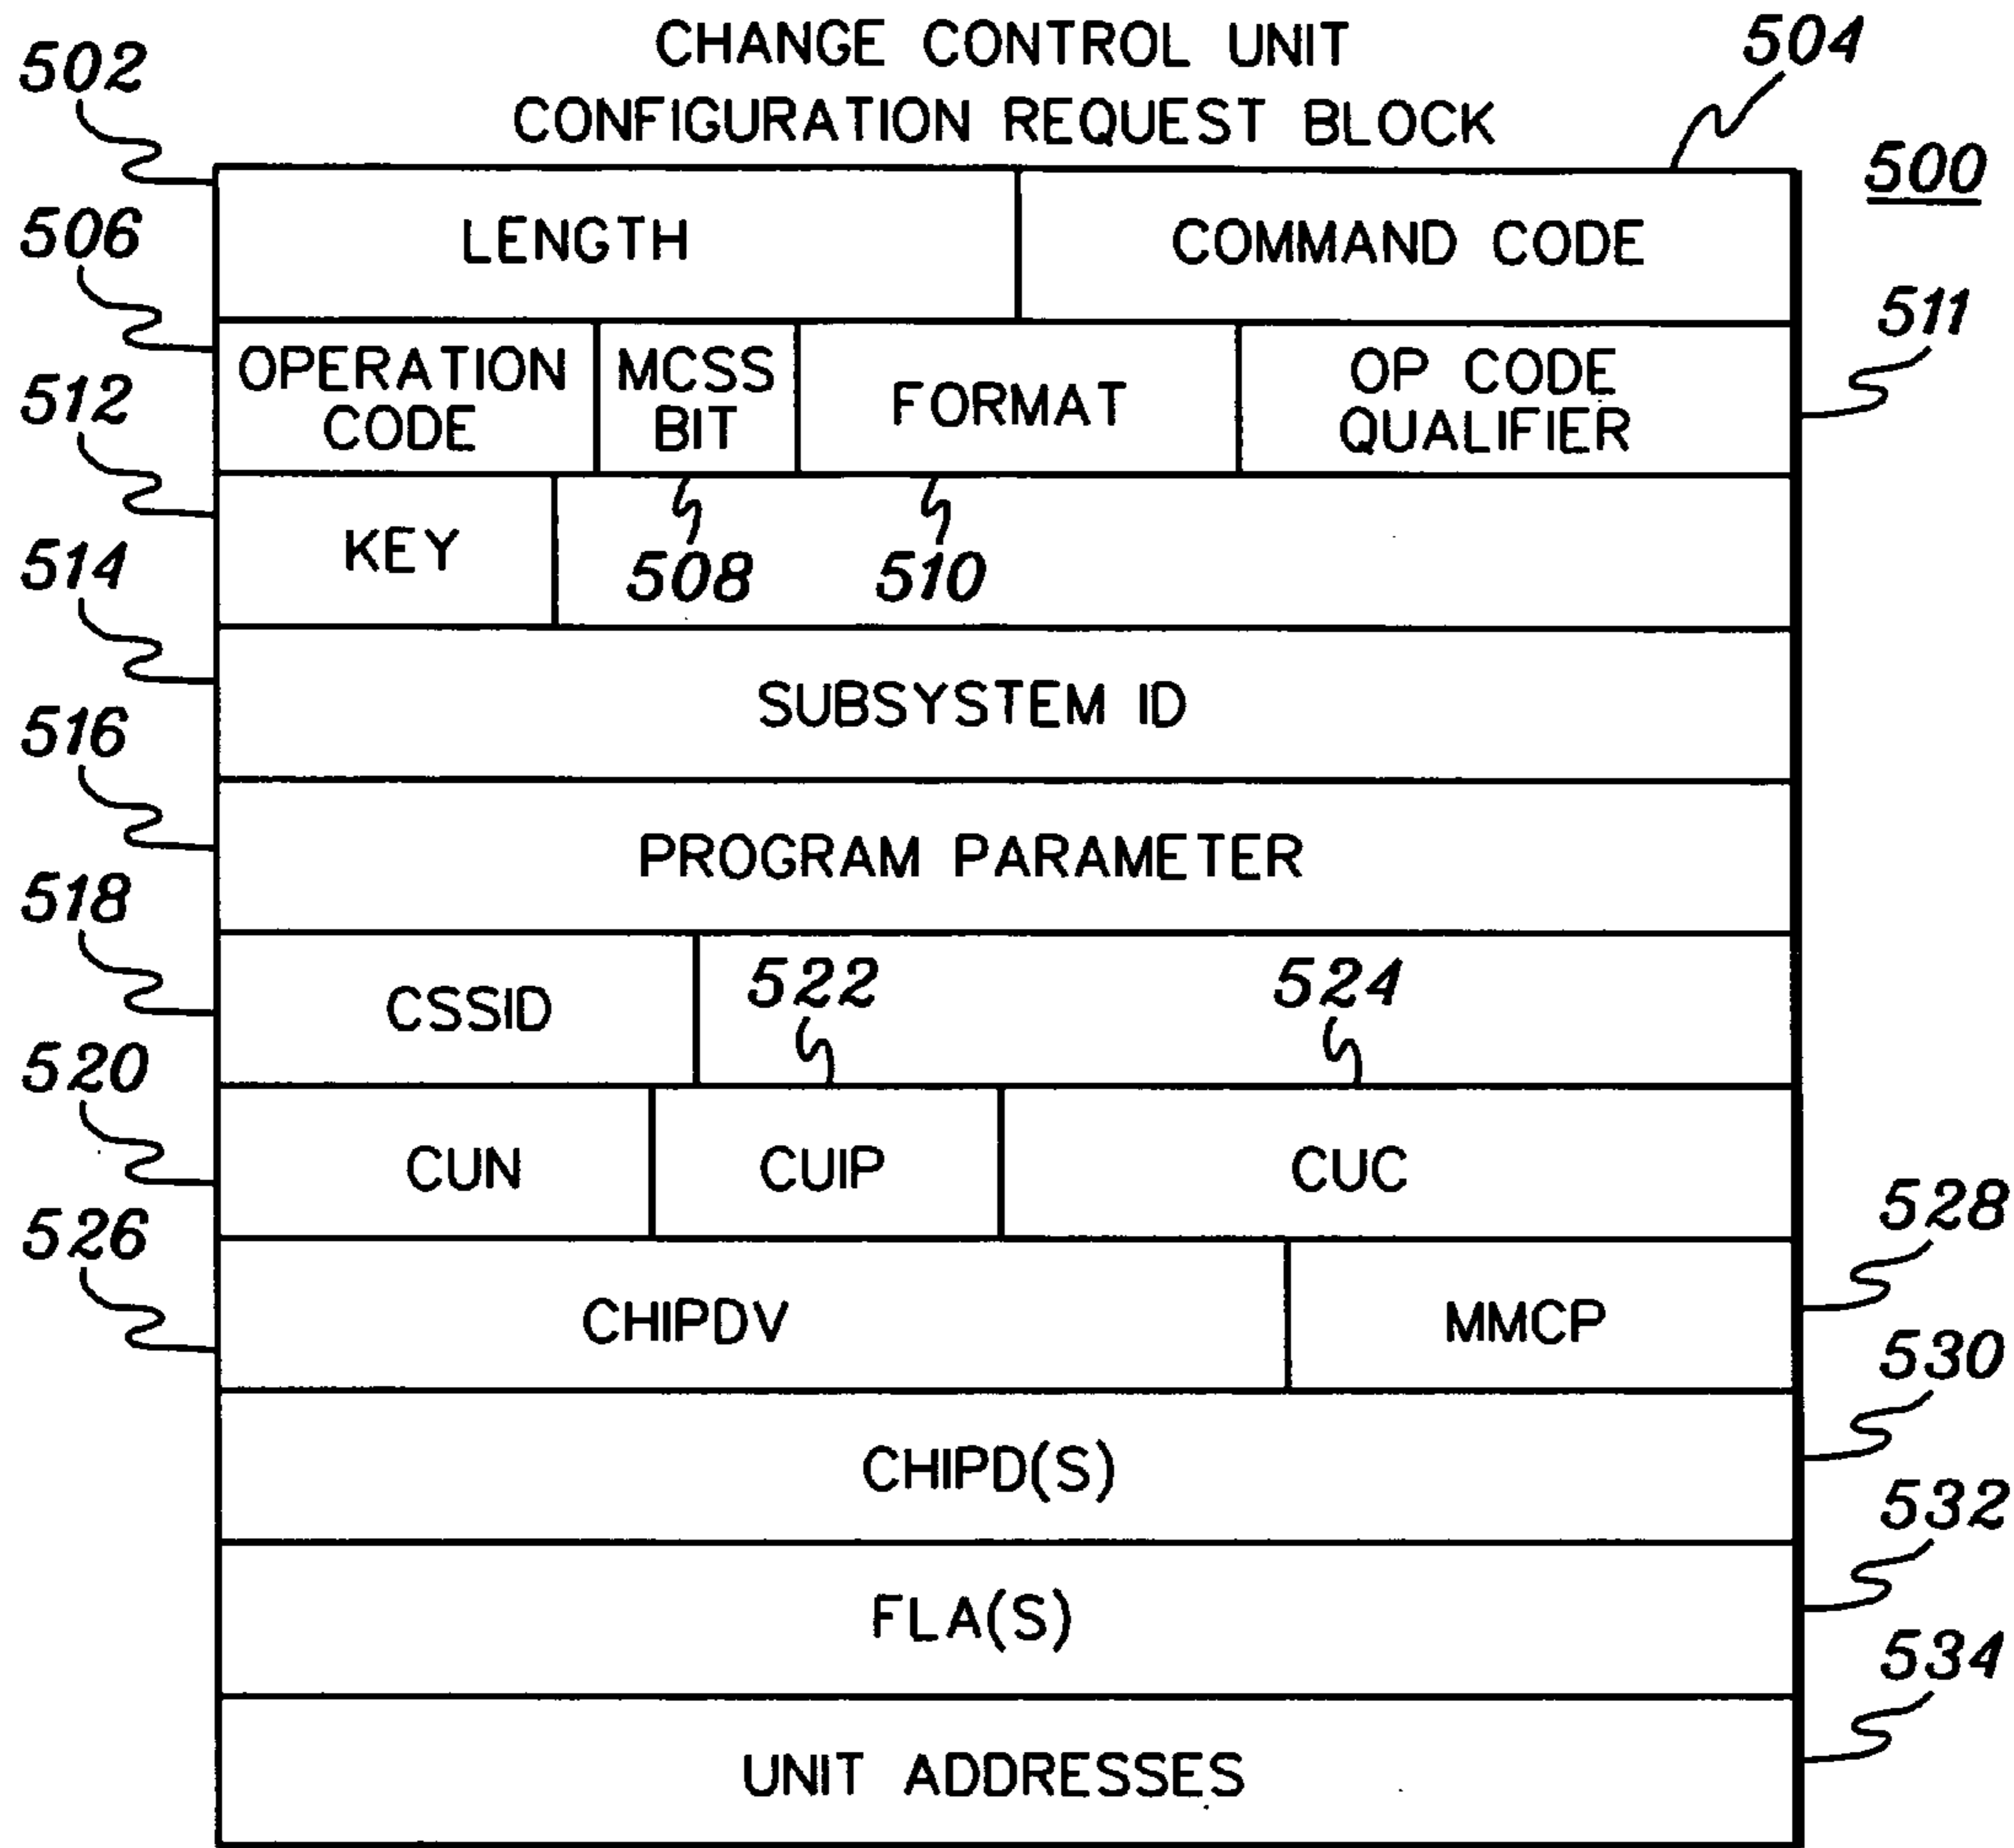 CHANGE CONTROL UNIT
CONFIGURATION REQUEST BLOCK
502
504
500
LENGTH
COMMAND CODE
506
511
OPERATION CODE
MCSS BIT
FORMAT
OP CODE QUALIFIER
512
KEY
508
510
514
SUBSYSTEM ID
516
PROGRAM PARAMETER
518
CSSID
522
524
520
CUN
CUIP
CUC
526
528
CHIPDV
MMCP
530
CHIPD(S)
532
FLA(S)
534
UNIT ADDRESSES